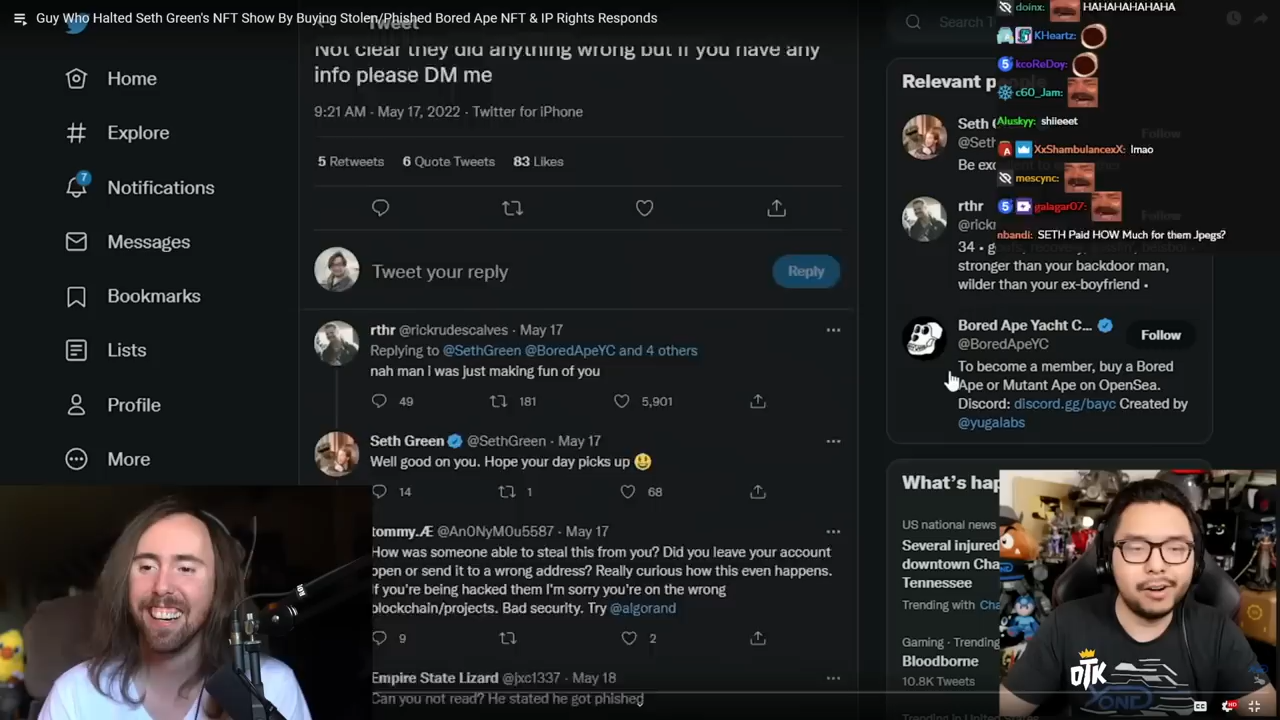 Guy Who Halted Seth Green's NFT Show By Buying Stolen/Phished Bored Ape NFT & IP Rights Responds
Tweet
Home
Explore
7
Notifications
Messages
Bookmarks
Lists
Profile
More
Not clear they did anything wrong but if you have any
info please DM me
9:21 AM · May 17, 2022 · Twitter for iPhone
5 Retweets 6 Quote Tweets 83 Likes
Tweet your reply
Reply
rthr @rickrudescalves · May 17
Replying to @SethGreen @BoredApeYC and 4 others
nah man i was just making fun of you
49 181 5,901
Seth Green @SethGreen · May 17
Well good on you. Hope your day picks up
14 1 68
tommy.Æ @An0NyM0u5587 · May 17
How was someone able to steal this from you? Did you leave your account
open or send it to a wrong address? Really curious how this even happens.
If you're being hacked them I'm sorry you're on the wrong
blockchain/projects. Bad security. Try @algorand
9 2
Empire State Lizard @jxc1337 · May 18
Can you not read? He stated he got phished
Search T
Relevant p
Seth
@Seth
Follow
Be
rthr
@rick
Follow
34 •
stronger than your backdoor man,
wilder than your ex-boyfriend •
Bored Ape Yacht C...
@BoredApeYC
Follow
To become a member, buy a Bored
Ape or Mutant Ape on OpenSea.
Discord: discord.gg/bayc Created by
@yugalabs
What's hap
US national news
Several injured
downtown Cha
Tennessee
Trending with Cha
Gaming · Trending
Bloodborne
10.8K Tweets
doinx: HAHAHAHAHAHA
KHeartz:
5 kcoReDoy:
c60_Jam:
Aluskyy: shiieeet
XxShambulancexX: lmao
mescync:
5 galagar07:
nbandi: SETH Paid HOW Much for them Jpegs?
OTK
CC
HD